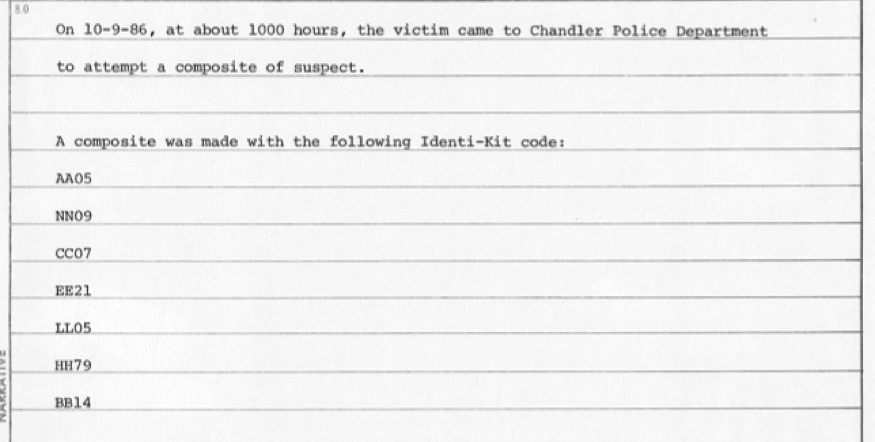 8.0
On 10-9-86, at about 1000 hours, the victim came to Chandler Police Department
to attempt a composite of suspect.
A composite was made with the following Identi-Kit code:
AA05
NN09
CC07
EE21
LL05
HH79
BB14
NARRATIVE